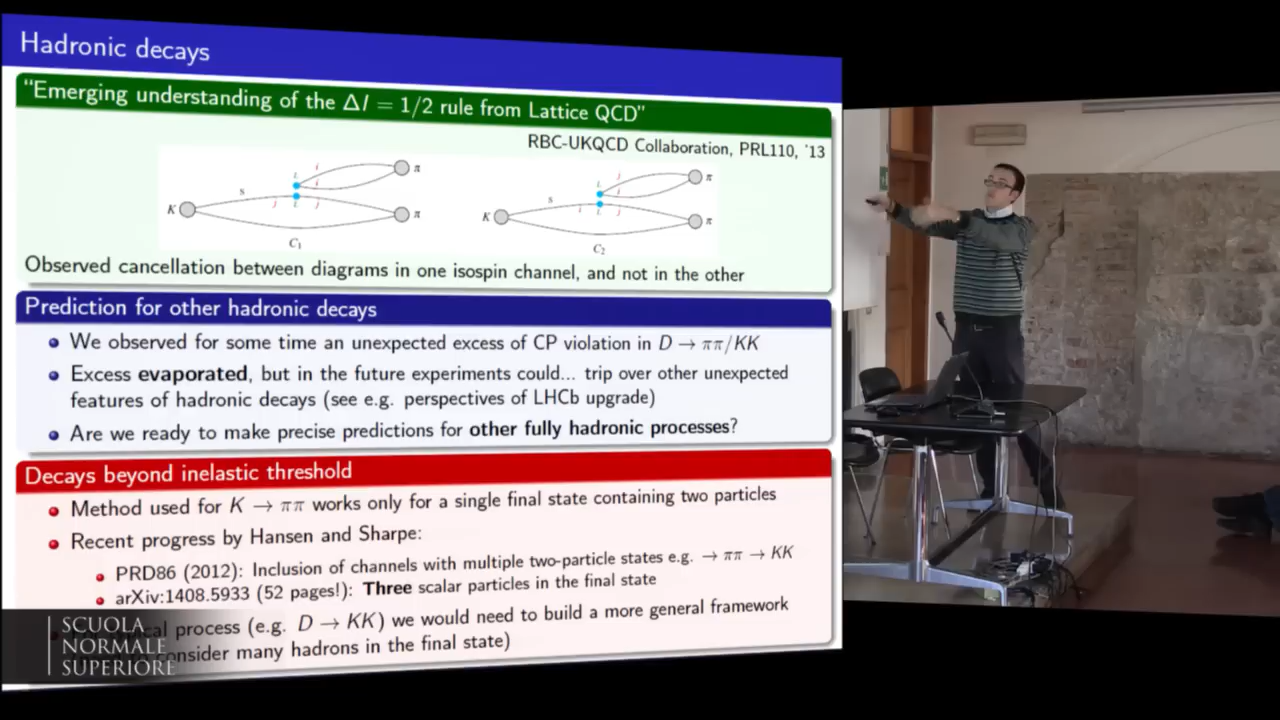 Hadronic decays
"Emerging understanding of the ΔI = 1/2 rule from Lattice QCD"
RBC-UKQCD Collaboration, PRL110, '13
K s i i L L j j π π C₁
K s i L L j j π π C₂
Observed cancellation between diagrams in one isospin channel, and not in the other
Prediction for other hadronic decays
We observed for some time an unexpected excess of CP violation in D → ππ/KK
Excess evaporated, but in the future experiments could... trip over other unexpected
features of hadronic decays (see e.g. perspectives of LHCb upgrade)
Are we ready to make precise predictions for other fully hadronic processes?
Decays beyond inelastic threshold
Method used for K → ππ works only for a single final state containing two particles
Recent progress by Hansen and Sharpe:
PRD86 (2012): Inclusion of channels with multiple two-particle states e.g. → ππ → KK
arXiv:1408.5933 (52 pages!): Three scalar particles in the final state
process (e.g. D → KK) we would need to build a more general framework
consider many hadrons in the final state)
SCUOLA
NORMALE
SUPERIORE